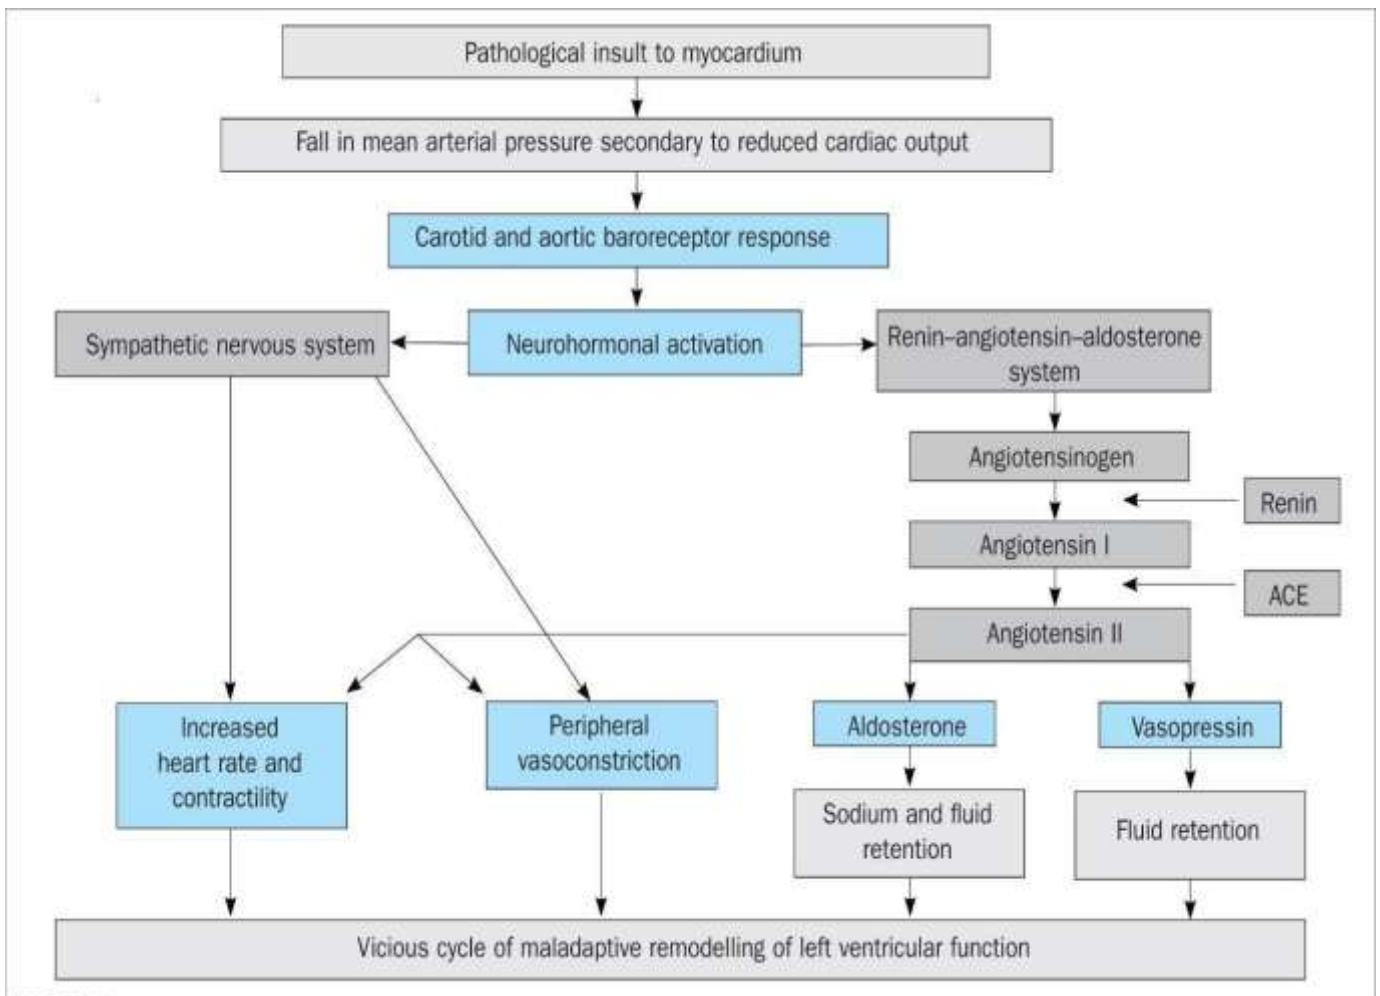 Pathological insult to myocardium
Fall in mean arterial pressure secondary to reduced cardiac output
Carotid and aortic baroreceptor response
Sympathetic nervous system
Neurohormonal activation
Renin–angiotensin–aldosterone
system
Angiotensinogen
Renin
Angiotensin I
ACE
Angiotensin II
Increased
heart rate and
contractility
Peripheral
vasoconstriction
Aldosterone
Vasopressin
Sodium and fluid
retention
Fluid retention
Vicious cycle of maladaptive remodelling of left ventricular function